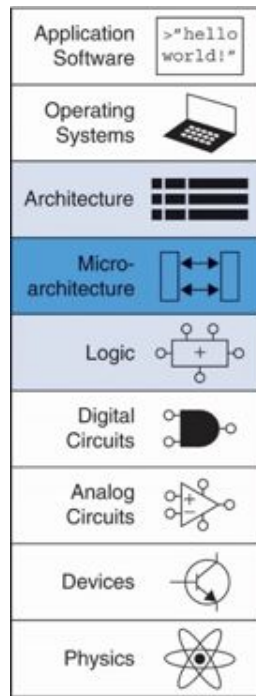 Application
Software
>"hello
world!"
Operating
Systems
Architecture
Micro-
architecture
Logic
+
Digital
Circuits
Analog
Circuits
+
−
Devices
Physics